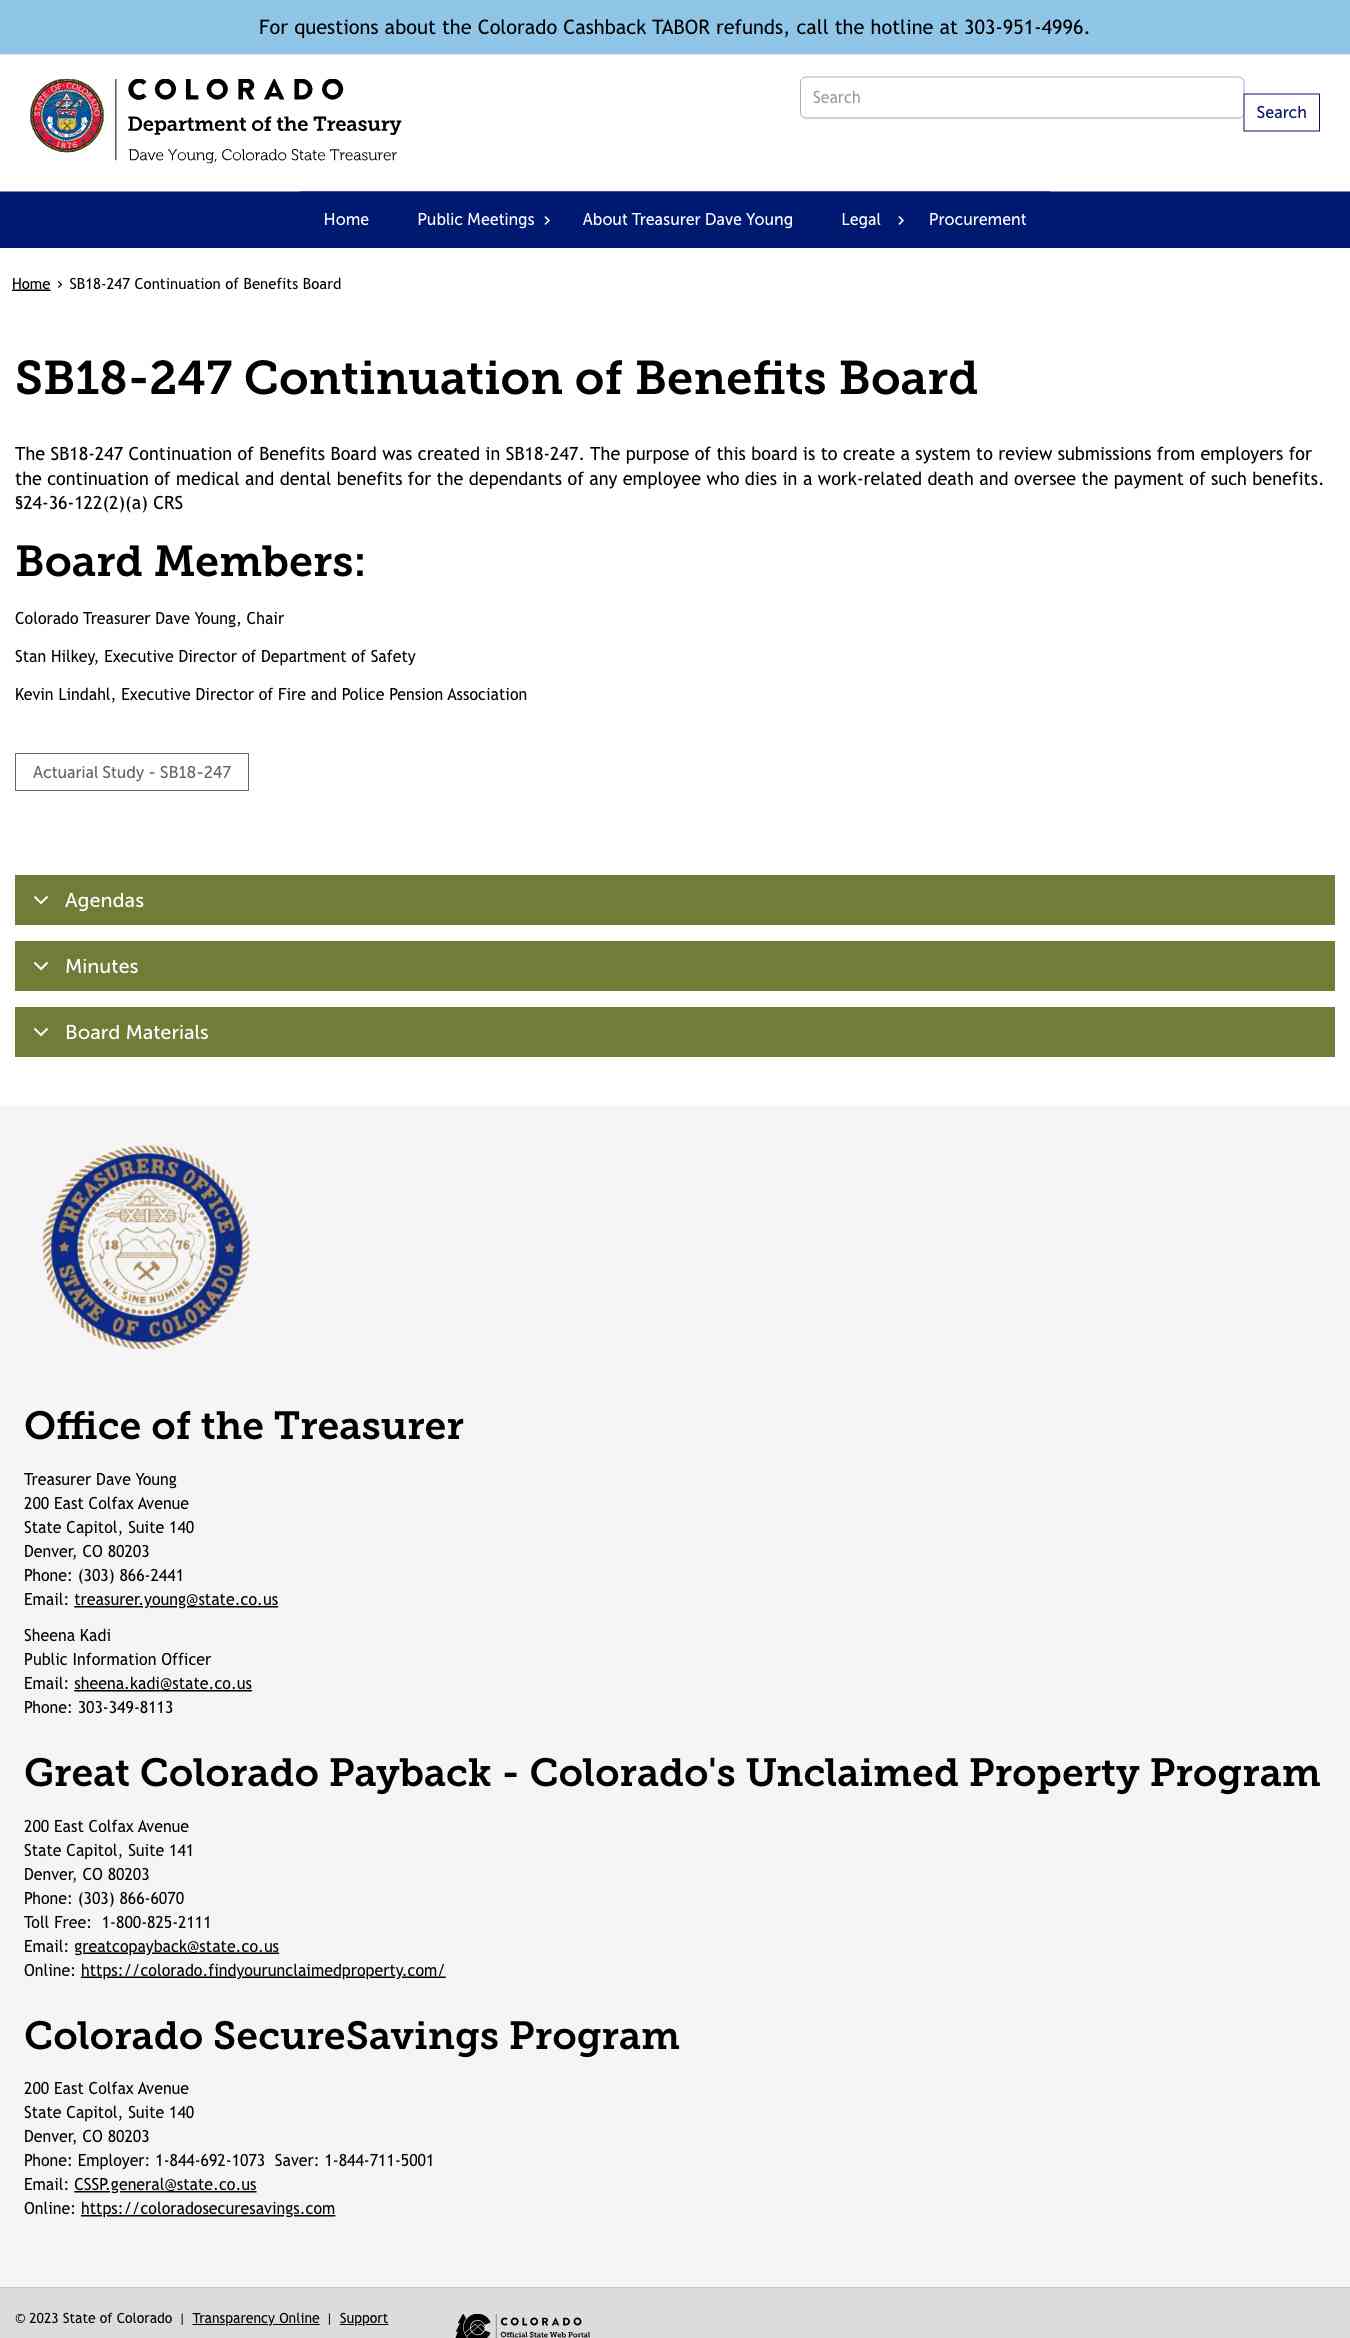 For questions about the Colorado Cashback TABOR refunds, call the hotline at 303-951-4996.
STATE OF COLORADO
1876
COLORADO
Department of the Treasury
Dave Young, Colorado State Treasurer
Search
Search
Home Public Meetings › About Treasurer Dave Young Legal › Procurement
Home › SB18-247 Continuation of Benefits Board
SB18-247 Continuation of Benefits Board
The SB18-247 Continuation of Benefits Board was created in SB18-247. The purpose of this board is to create a system to review submissions from employers for
the continuation of medical and dental benefits for the dependants of any employee who dies in a work-related death and oversee the payment of such benefits.
§24-36-122(2)(a) CRS
Board Members:
Colorado Treasurer Dave Young, Chair
Stan Hilkey, Executive Director of Department of Safety
Kevin Lindahl, Executive Director of Fire and Police Pension Association
Actuarial Study - SB18-247
Agendas
Minutes
Board Materials
TREASURERS OFFICE
18 76
NIL SINE NUMINE
STATE OF COLORADO
Office of the Treasurer
Treasurer Dave Young
200 East Colfax Avenue
State Capitol, Suite 140
Denver, CO 80203
Phone: (303) 866-2441
Email: treasurer.young@state.co.us
Sheena Kadi
Public Information Officer
Email: sheena.kadi@state.co.us
Phone: 303-349-8113
Great Colorado Payback - Colorado's Unclaimed Property Program
200 East Colfax Avenue
State Capitol, Suite 141
Denver, CO 80203
Phone: (303) 866-6070
Toll Free:  1-800-825-2111
Email: greatcopayback@state.co.us
Online: https://colorado.findyourunclaimedproperty.com/
Colorado SecureSavings Program
200 East Colfax Avenue
State Capitol, Suite 140
Denver, CO 80203
Phone: Employer: 1-844-692-1073  Saver: 1-844-711-5001
Email: CSSP.general@state.co.us
Online: https://coloradosecuresavings.com
© 2023 State of Colorado | Transparency Online | Support
COLORADO
Official State Web Portal